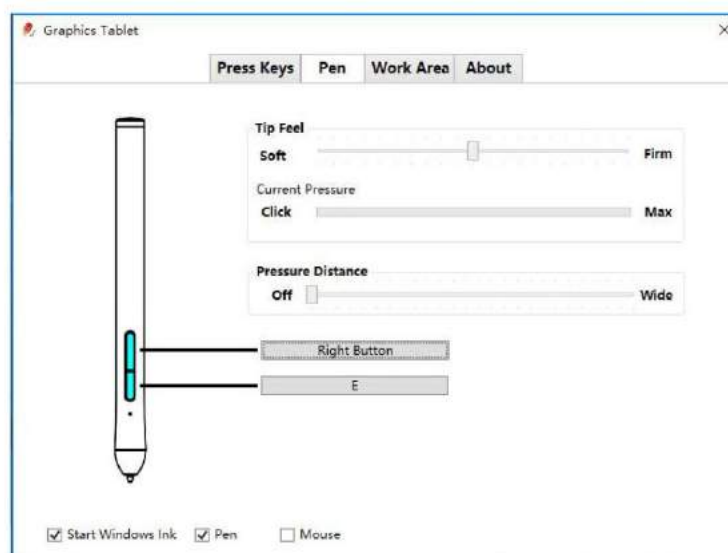 Graphics Tablet
Press Keys Pen Work Area About
Tip Feel
Soft Firm
Current Pressure
Click Max
Pressure Distance
Off Wide
Right Button
E
Start Windows Ink Pen Mouse